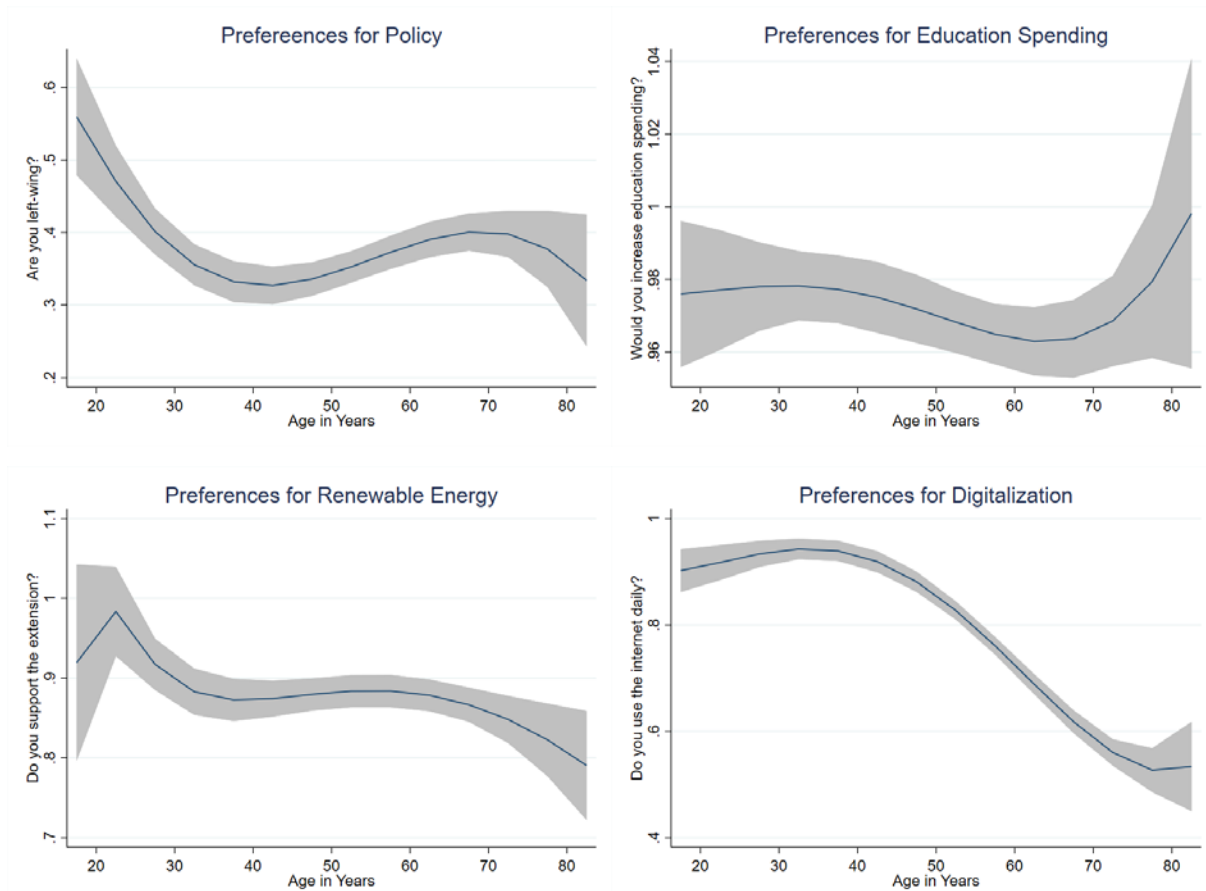 Prefereences for Policy
Are you left-wing?
.6
.5
.4
.3
.2
20 30 40 50 60 70 80
Age in Years
Preferences for Education Spending
Would you increase education spending?
1.04
1.02
1
.98
.96
20 30 40 50 60 70 80
Age in Years
Preferences for Renewable Energy
Do you support the extension?
1.1
1
.9
.8
.7
20 30 40 50 60 70 80
Age in Years
Preferences for Digitalization
Do you use the internet daily?
1
.8
.6
.4
20 30 40 50 60 70 80
Age in Years